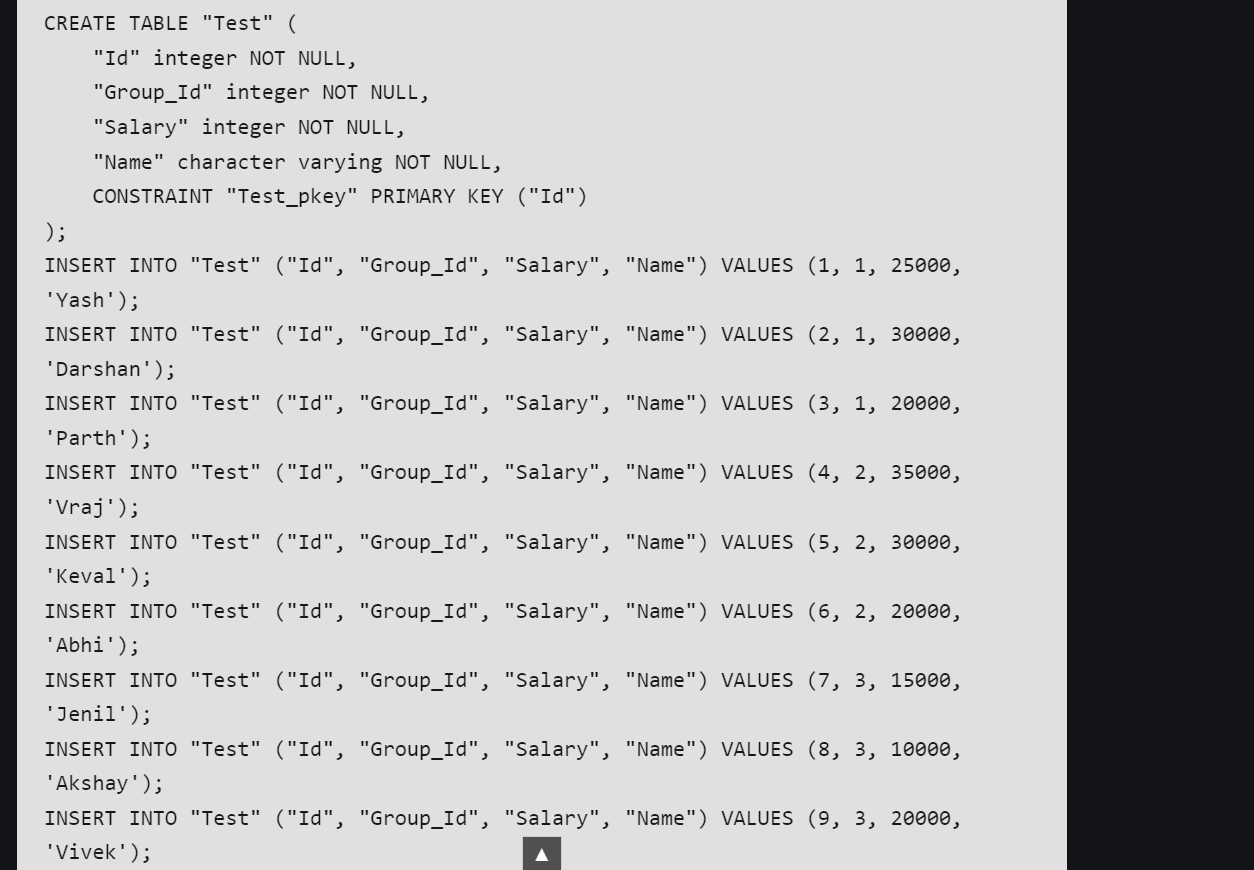 CREATE TABLE "Test" (
    "Id" integer NOT NULL,
    "Group_Id" integer NOT NULL,
    "Salary" integer NOT NULL,
    "Name" character varying NOT NULL,
    CONSTRAINT "Test_pkey" PRIMARY KEY ("Id")
);
INSERT INTO "Test" ("Id", "Group_Id", "Salary", "Name") VALUES (1, 1, 25000,
'Yash');
INSERT INTO "Test" ("Id", "Group_Id", "Salary", "Name") VALUES (2, 1, 30000,
'Darshan');
INSERT INTO "Test" ("Id", "Group_Id", "Salary", "Name") VALUES (3, 1, 20000,
'Parth');
INSERT INTO "Test" ("Id", "Group_Id", "Salary", "Name") VALUES (4, 2, 35000,
'Vraj');
INSERT INTO "Test" ("Id", "Group_Id", "Salary", "Name") VALUES (5, 2, 30000,
'Keval');
INSERT INTO "Test" ("Id", "Group_Id", "Salary", "Name") VALUES (6, 2, 20000,
'Abhi');
INSERT INTO "Test" ("Id", "Group_Id", "Salary", "Name") VALUES (7, 3, 15000,
'Jenil');
INSERT INTO "Test" ("Id", "Group_Id", "Salary", "Name") VALUES (8, 3, 10000,
'Akshay');
INSERT INTO "Test" ("Id", "Group_Id", "Salary", "Name") VALUES (9, 3, 20000,
'Vivek');